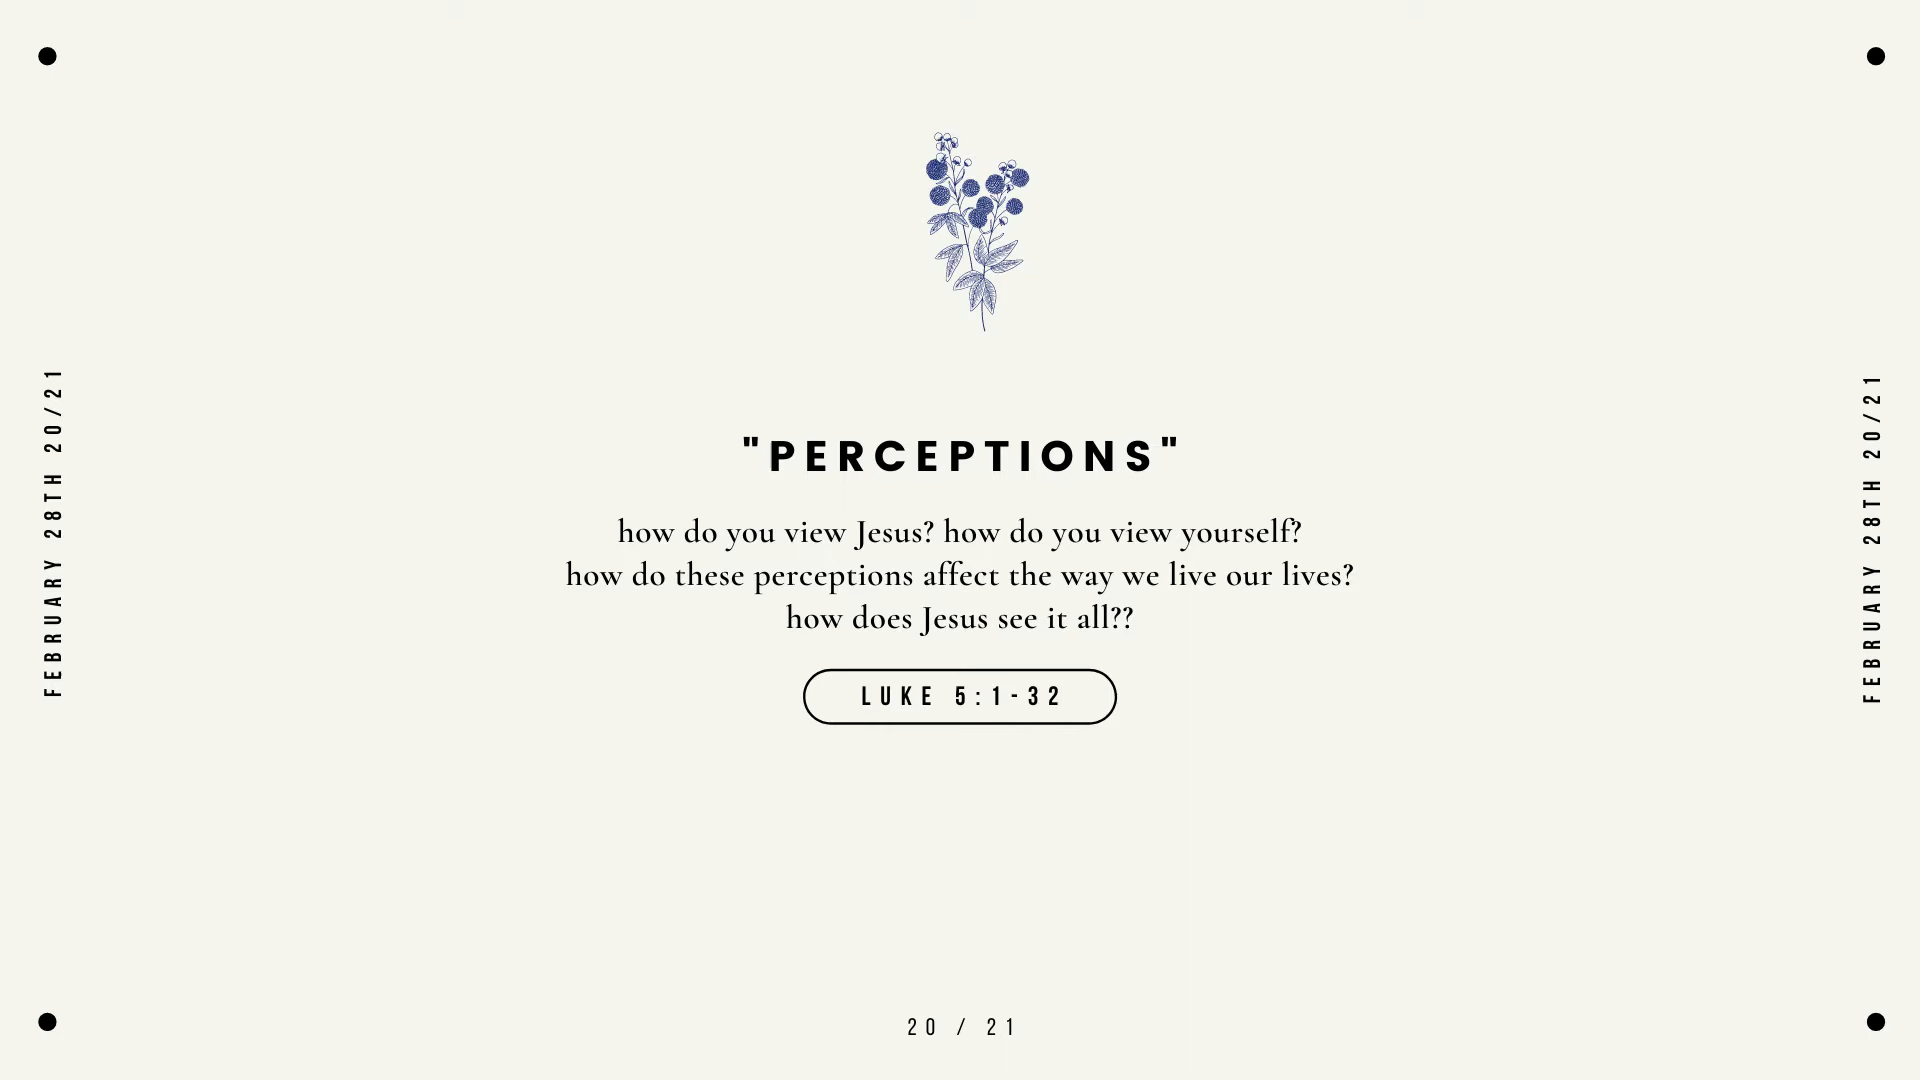 FEBRUARY 28TH 20/21
"PERCEPTIONS"
how do you view Jesus? how do you view yourself?
how do these perceptions affect the way we live our lives?
how does Jesus see it all??
LUKE 5:1-32
FEBRUARY 28TH 20/21
20 / 21